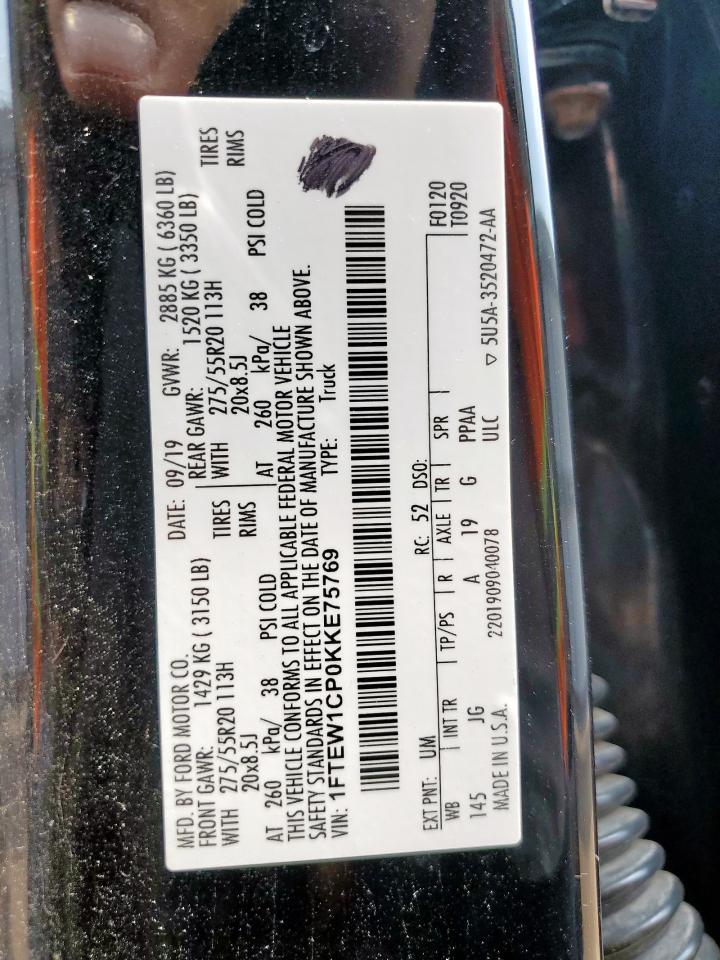 MFD. BY FORD MOTOR CO.
DATE: 09/19 GVWR: 2885 KG ( 6360 LB)
FRONT GAWR: 1429 KG ( 3150 LB) REAR GAWR: 1520 KG ( 3350 LB)
WITH 275/55R20 113H TIRES WITH 275/55R20 113H TIRES
20x8.5J RIMS 20x8.5J RIMS
AT 260 kPa/ 38 PSI COLD AT 260 kPa/ 38 PSI COLD
THIS VEHICLE CONFORMS TO ALL APPLICABLE FEDERAL MOTOR VEHICLE
SAFETY STANDARDS IN EFFECT ON THE DATE OF MANUFACTURE SHOWN ABOVE.
VIN: 1FTEW1CP0KKE75769 TYPE: Truck
EXT PNT: UM RC: 52 DSO: F0120
WB INT TR TP/PS R AXLE TR SPR T0920
145 JG A 19 G PPAA
MADE IN U.S.A. 2201909040078 ULC ▽ 5U5A-3520472-AA